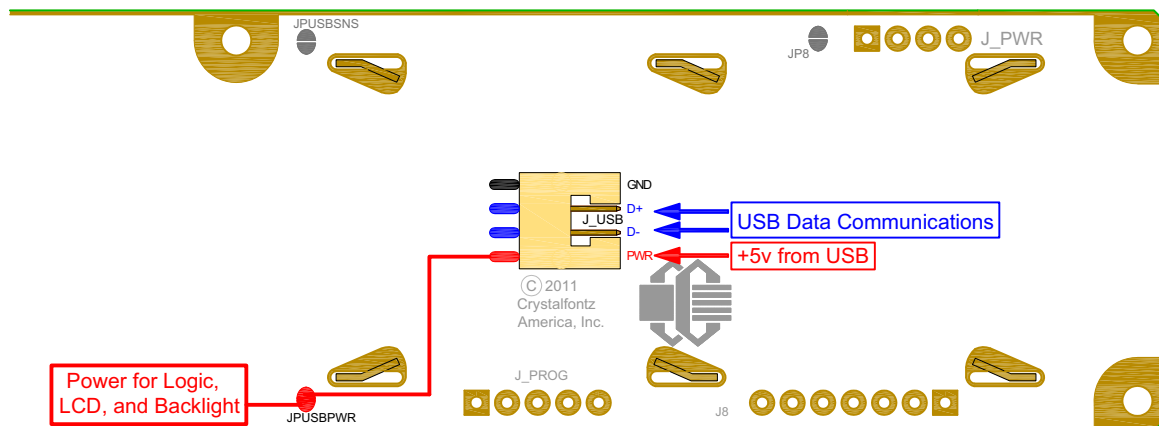 JPUSBSNS
JP8
J_PWR
GND
D+
J_USB
D-
PWR
USB Data Communications
+5v from USB
© 2011
Crystalfontz
America, Inc.
Power for Logic,
LCD, and Backlight
JPUSBPWR
J_PROG
J8